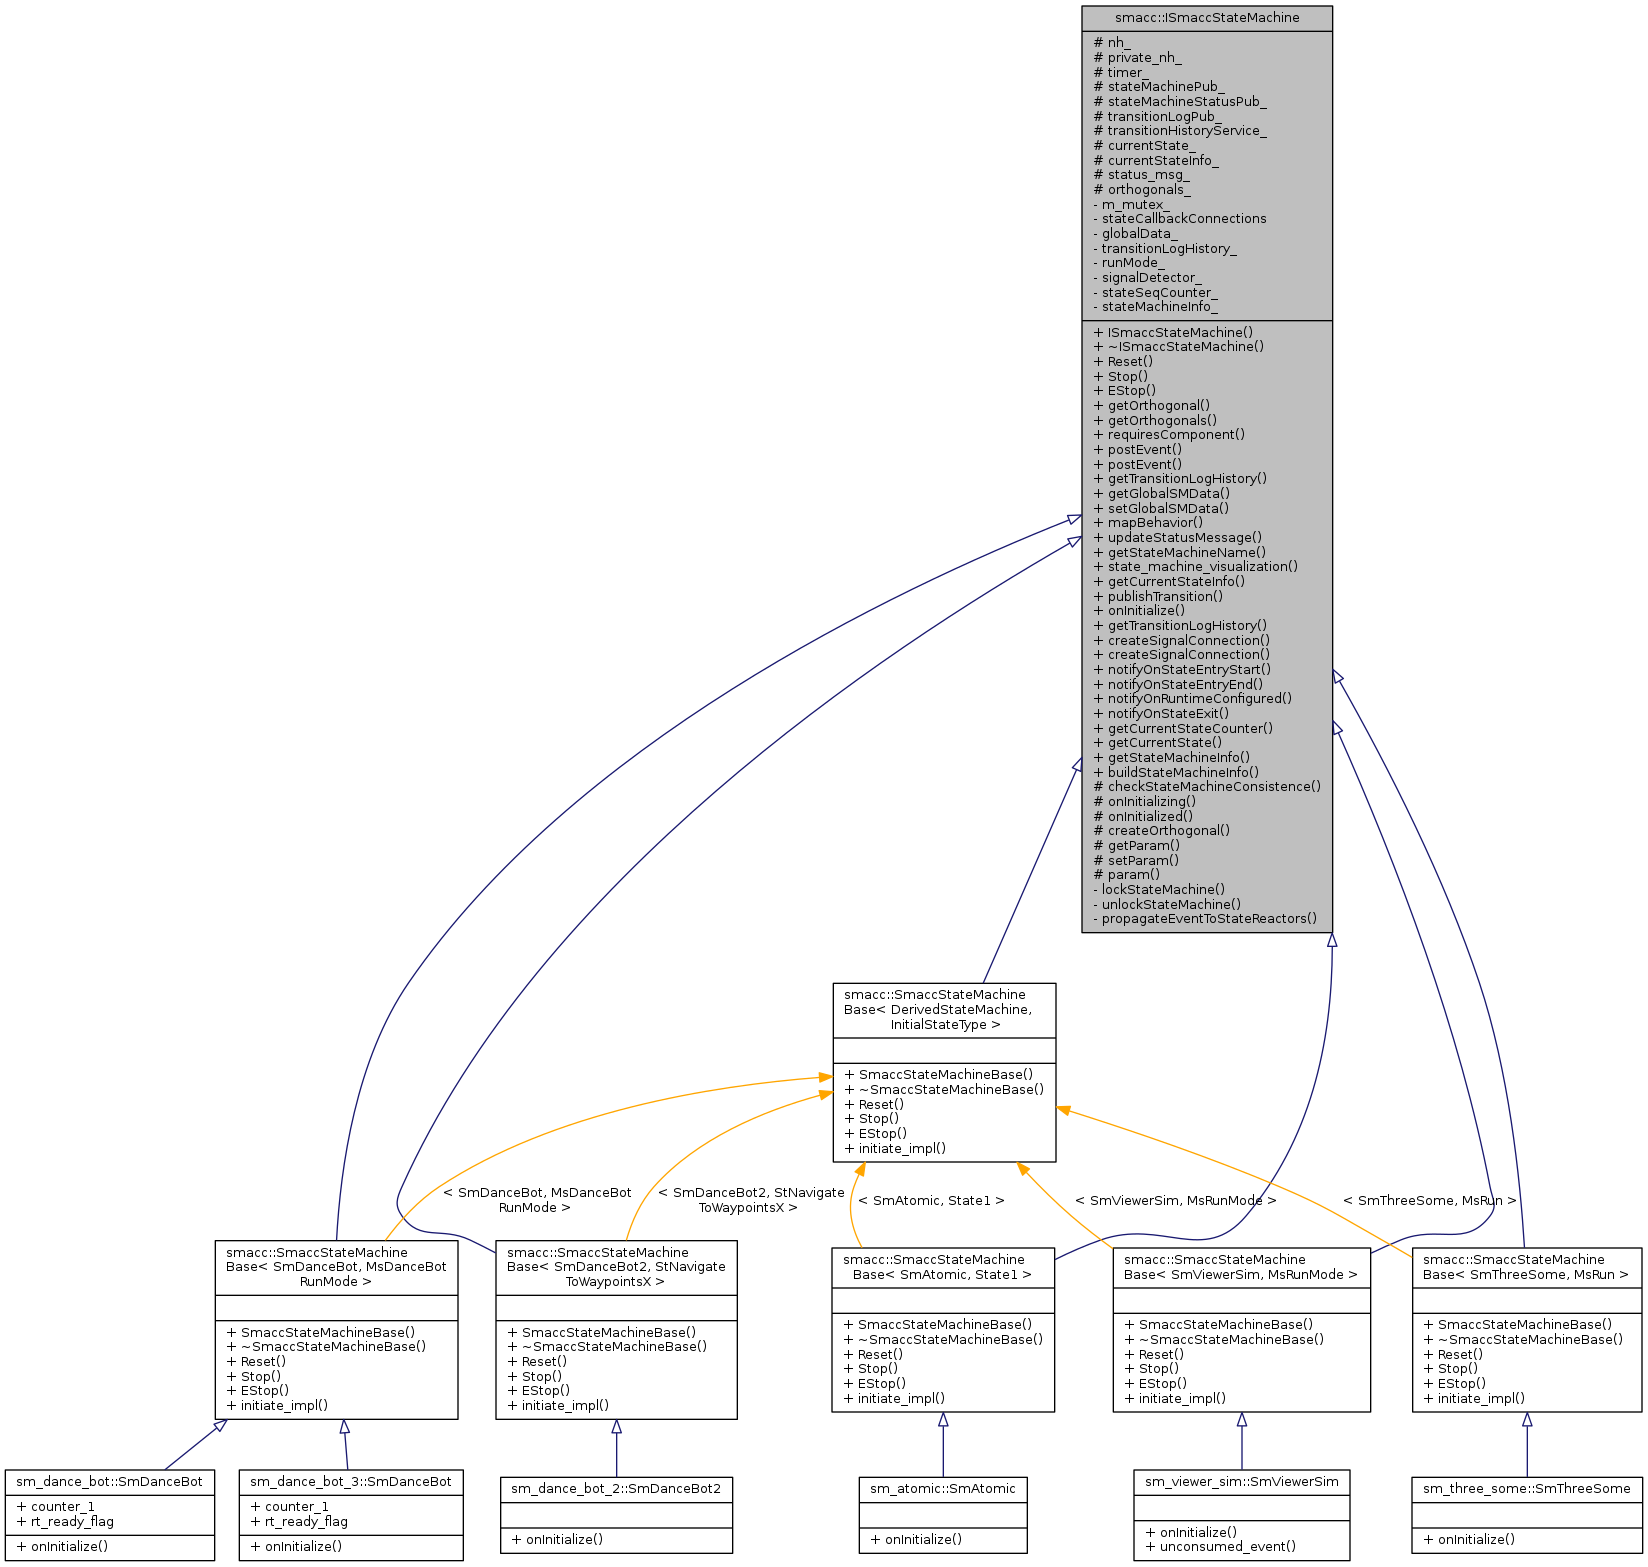 smacc::ISmaccStateMachine
# nh_
# private_nh_
# timer_
# stateMachinePub_
# stateMachineStatusPub_
# transitionLogPub_
# transitionHistoryService_
# currentState_
# currentStateInfo_
# status_msg_
# orthogonals_
- m_mutex_
- stateCallbackConnections
- globalData_
- transitionLogHistory_
- runMode_
- signalDetector_
- stateSeqCounter_
- stateMachineInfo_
+ ISmaccStateMachine()
+ ~ISmaccStateMachine()
+ Reset()
+ Stop()
+ EStop()
+ getOrthogonal()
+ getOrthogonals()
+ requiresComponent()
+ postEvent()
+ postEvent()
+ getTransitionLogHistory()
+ getGlobalSMData()
+ setGlobalSMData()
+ mapBehavior()
+ updateStatusMessage()
+ getStateMachineName()
+ state_machine_visualization()
+ getCurrentStateInfo()
+ publishTransition()
+ onInitialize()
+ getTransitionLogHistory()
+ createSignalConnection()
+ createSignalConnection()
+ notifyOnStateEntryStart()
+ notifyOnStateEntryEnd()
+ notifyOnRuntimeConfigured()
+ notifyOnStateExit()
+ getCurrentStateCounter()
+ getCurrentState()
+ getStateMachineInfo()
+ buildStateMachineInfo()
# checkStateMachineConsistence()
# onInitializing()
# onInitialized()
# createOrthogonal()
# getParam()
# setParam()
# param()
- lockStateMachine()
- unlockStateMachine()
- propagateEventToStateReactors()
smacc::SmaccStateMachine
Base< DerivedStateMachine,
InitialStateType >
+ SmaccStateMachineBase()
+ ~SmaccStateMachineBase()
+ Reset()
+ Stop()
+ EStop()
+ initiate_impl()
< SmDanceBot, MsDanceBot
RunMode >
< SmDanceBot2, StNavigate
ToWaypointsX >
< SmAtomic, State1 >
< SmViewerSim, MsRunMode >
< SmThreeSome, MsRun >
smacc::SmaccStateMachine
Base< SmDanceBot, MsDanceBot
RunMode >
+ SmaccStateMachineBase()
+ ~SmaccStateMachineBase()
+ Reset()
+ Stop()
+ EStop()
+ initiate_impl()
smacc::SmaccStateMachine
Base< SmDanceBot2, StNavigate
ToWaypointsX >
+ SmaccStateMachineBase()
+ ~SmaccStateMachineBase()
+ Reset()
+ Stop()
+ EStop()
+ initiate_impl()
smacc::SmaccStateMachine
Base< SmAtomic, State1 >
+ SmaccStateMachineBase()
+ ~SmaccStateMachineBase()
+ Reset()
+ Stop()
+ EStop()
+ initiate_impl()
smacc::SmaccStateMachine
Base< SmViewerSim, MsRunMode >
+ SmaccStateMachineBase()
+ ~SmaccStateMachineBase()
+ Reset()
+ Stop()
+ EStop()
+ initiate_impl()
smacc::SmaccStateMachine
Base< SmThreeSome, MsRun >
+ SmaccStateMachineBase()
+ ~SmaccStateMachineBase()
+ Reset()
+ Stop()
+ EStop()
+ initiate_impl()
sm_dance_bot::SmDanceBot
+ counter_1
+ rt_ready_flag
+ onInitialize()
sm_dance_bot_3::SmDanceBot
+ counter_1
+ rt_ready_flag
+ onInitialize()
sm_dance_bot_2::SmDanceBot2
+ onInitialize()
sm_atomic::SmAtomic
+ onInitialize()
sm_viewer_sim::SmViewerSim
+ onInitialize()
+ unconsumed_event()
sm_three_some::SmThreeSome
+ onInitialize()